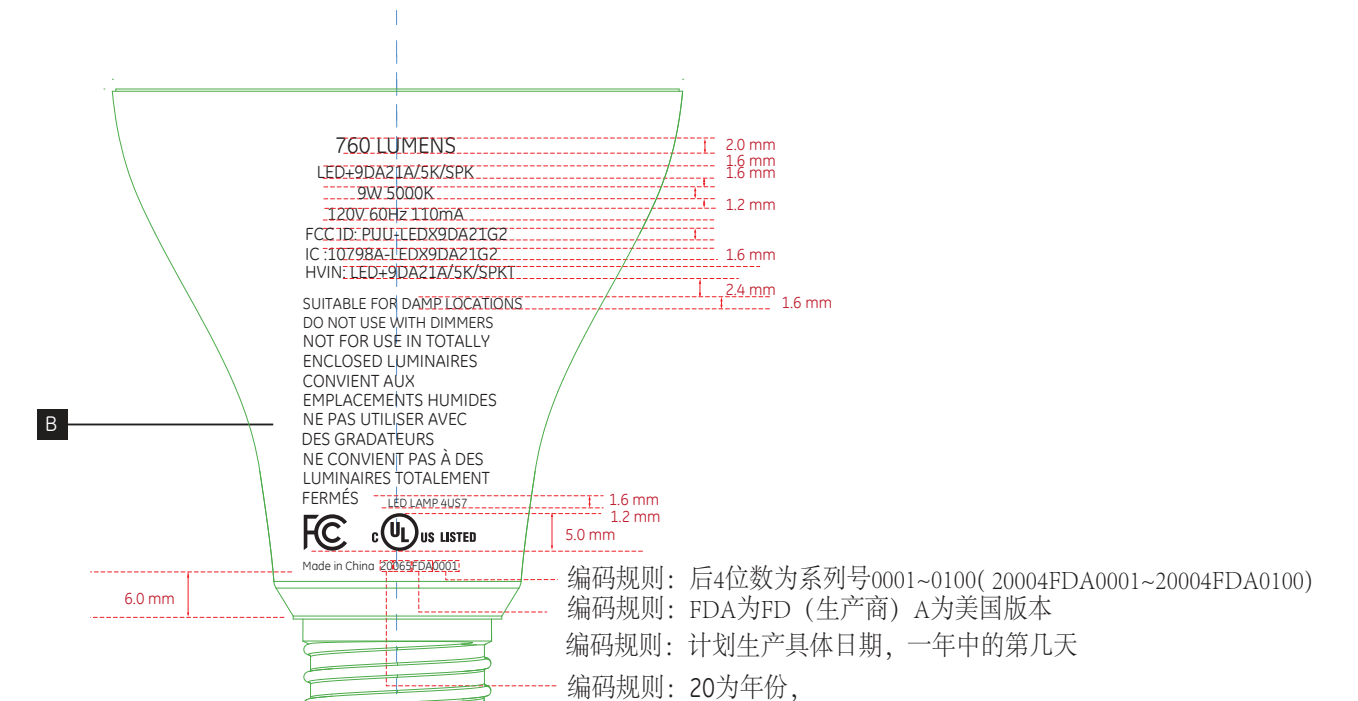 760 LUMENS
2.0 mm
1.6 mm
LED+9DA21A/5K/SPK
1.6 mm
9W 5000K
1.2 mm
120V 60Hz 110mA
FCC ID: PUU-LEDX9DA21G2
IC :10798A-LEDX9DA21G2
1.6 mm
HVIN: LED+9DA21A/5K/SPKT
2.4 mm
SUITABLE FOR DAMP LOCATIONS
1.6 mm
DO NOT USE WITH DIMMERS
NOT FOR USE IN TOTALLY
ENCLOSED LUMINAIRES
CONVIENT AUX
EMPLACEMENTS HUMIDES
B
NE PAS UTILISER AVEC
DES GRADATEURS
NE CONVIENT PAS À DES
LUMINAIRES TOTALEMENT
FERMÉS
LED LAMP 4US7
1.6 mm
1.2 mm
FC C UL US LISTED
5.0 mm
Made in China 20065FDA0001
6.0 mm
编码规则：后4位数为系列号0001~0100( 20004FDA0001~20004FDA0100)
编码规则：FDA为FD（生产商）A为美国版本
编码规则：计划生产具体日期，一年中的第几天
编码规则：20为年份，